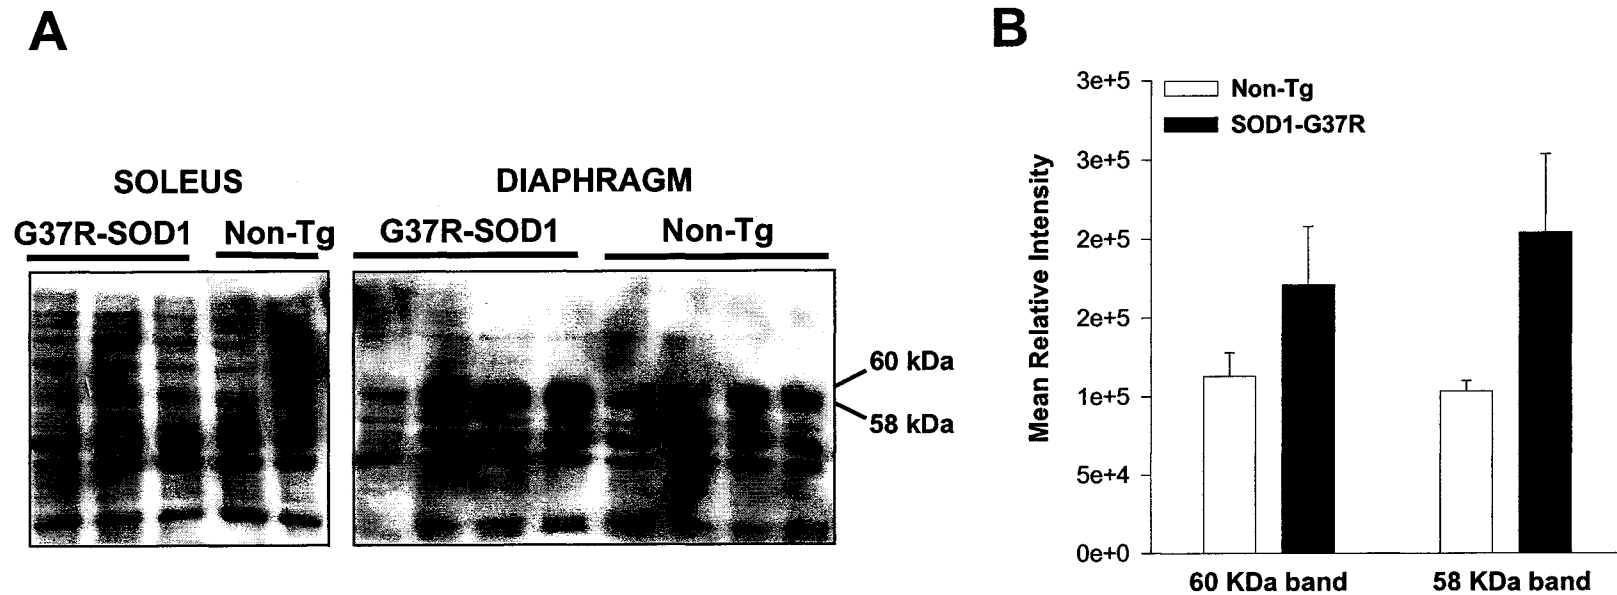 A
SOLEUS
DIAPHRAGM
G37R-SOD1
Non-Tg
G37R-SOD1
Non-Tg
60 kDa
58 kDa
B
Non-Tg
SOD1-G37R
Mean Relative Intensity
3e+5
3e+5
2e+5
2e+5
1e+5
5e+4
0e+0
60 KDa band
58 KDa band